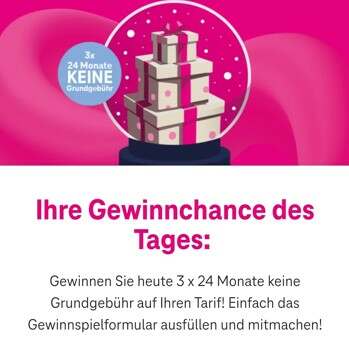 3x
24 Monate
KEINE
Grundgebühr
Ihre Gewinnchance des
Tages:
Gewinnen Sie heute 3 x 24 Monate keine
Grundgebühr auf Ihren Tarif! Einfach das
Gewinnspielformular ausfüllen und mitmachen!